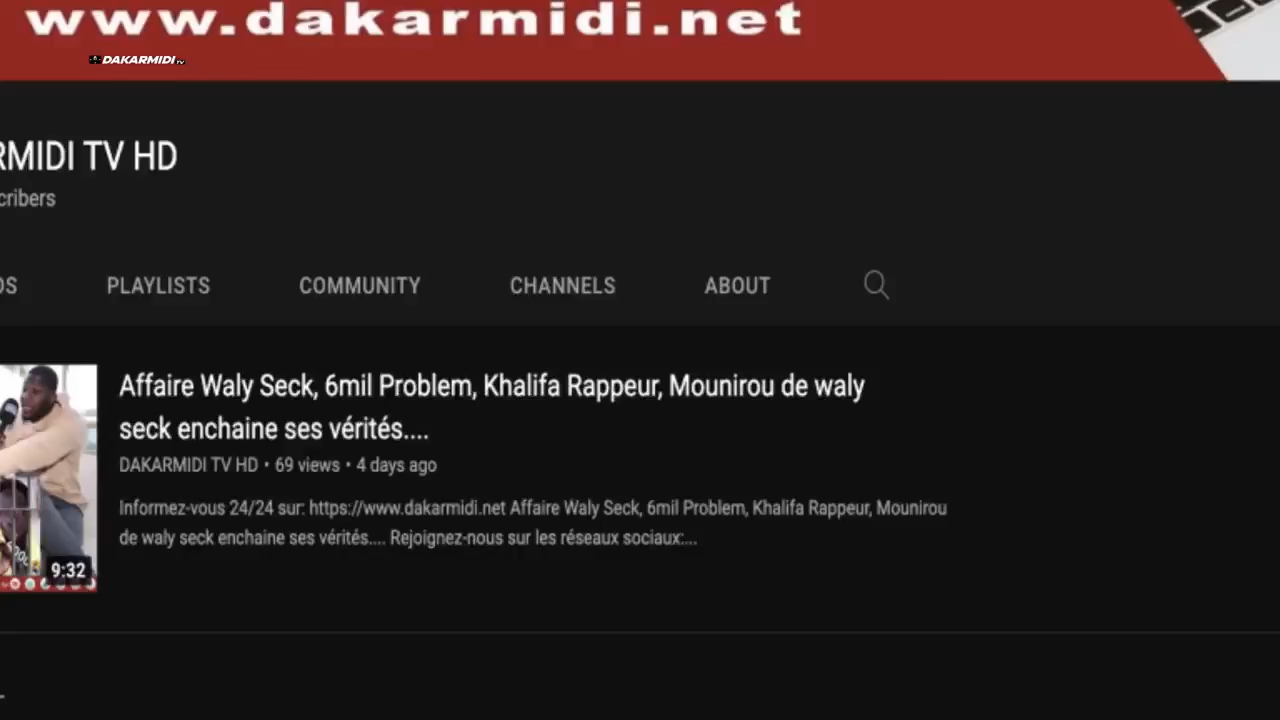 www.dakarmidi.net
DAKARMIDI TV
RMIDI TV HD
cribers
OS
PLAYLISTS
COMMUNITY
CHANNELS
ABOUT
Affaire Waly Seck, 6mil Problem, Khalifa Rappeur, Mounirou de waly
seck enchaine ses vérités....
DAKARMIDI TV HD • 69 views • 4 days ago
Informez-vous 24/24 sur: https://www.dakarmidi.net Affaire Waly Seck, 6mil Problem, Khalifa Rappeur, Mounirou
de waly seck enchaine ses vérités.... Rejoignez-nous sur les réseaux sociaux:...
9:32